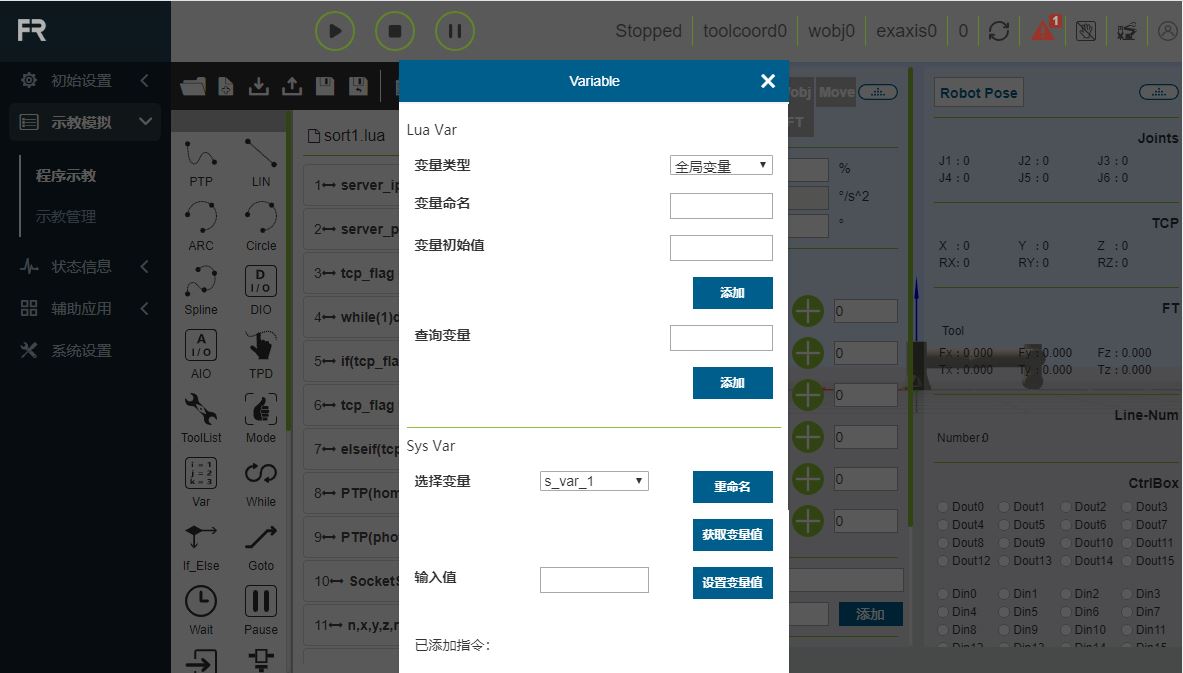 FR
Stopped
toolcoord0
wobj0
exaxis0
0
1
初始设置
示教模拟
程序示教
示教管理
状态信息
辅助应用
系统设置
PTP
LIN
ARC
Circle
Spline
D
I/O
DIO
A
I/O
AIO
TPD
ToolList
Mode
i = 1
j = 2
k = 3
Var
While
If_Else
Goto
Wait
Pause
sort1.lua
1 server_ip
2 server_p
3 tcp_flag
4 while(1)
5 if(tcp_fla
6 tcp_flag
7 elseif(tcp
8 PTP(hom
9 PTP(pho
10 SocketS
11 n,x,y,z,r
Variable
Lua Var
变量类型
全局变量
变量命名
变量初始值
添加
查询变量
添加
Sys Var
选择变量
s_var_1
重命名
获取变量值
输入值
设置变量值
已添加指令：
obj
Move
FT
%
°/s^2
°
0
0
0
0
0
0
添加
Robot Pose
Joints
J1 : 0 J2 : 0 J3 : 0
J4 : 0 J5 : 0 J6 : 0
TCP
X : 0 Y : 0 Z : 0
RX: 0 RY: 0 RZ: 0
FT
Tool
Fx : 0.000 Fy : 0.000 Fz : 0.000
Tx : 0.000 Ty : 0.000 Tz : 0.000
Line-Num
Number:0
CtrlBox
Dout0 Dout1 Dout2 Dout3
Dout4 Dout5 Dout6 Dout7
Dout8 Dout9 Dout10 Dout11
Dout12 Dout13 Dout14 Dout15
Din0 Din1 Din2 Din3
Din4 Din5 Din6 Din7
Din8 Din9 Din10 Din11
Din12 Din13 Din14 Din15